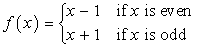 f(x) = { x − 1 if x is even
x + 1 if x is odd